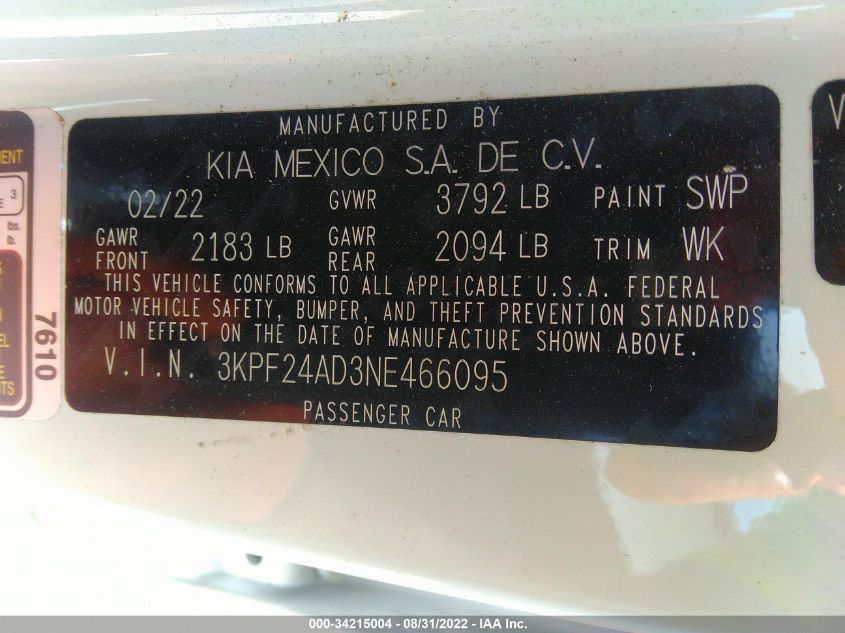 MANUFACTURED BY
KIA MEXICO S.A. DE C.V.
02/22 GVWR 3792 LB PAINT SWP
GAWR FRONT 2183 LB GAWR REAR 2094 LB TRIM WK
THIS VEHICLE CONFORMS TO ALL APPLICABLE U.S.A. FEDERAL
MOTOR VEHICLE SAFETY, BUMPER, AND THEFT PREVENTION STANDARDS
IN EFFECT ON THE DATE OF MANUFACTURE SHOWN ABOVE.
V.I.N. 3KPF24AD3NE466095
PASSENGER CAR
3
lbs.
lb.
7610
V
000-34215004 - 08/31/2022 - IAA Inc.